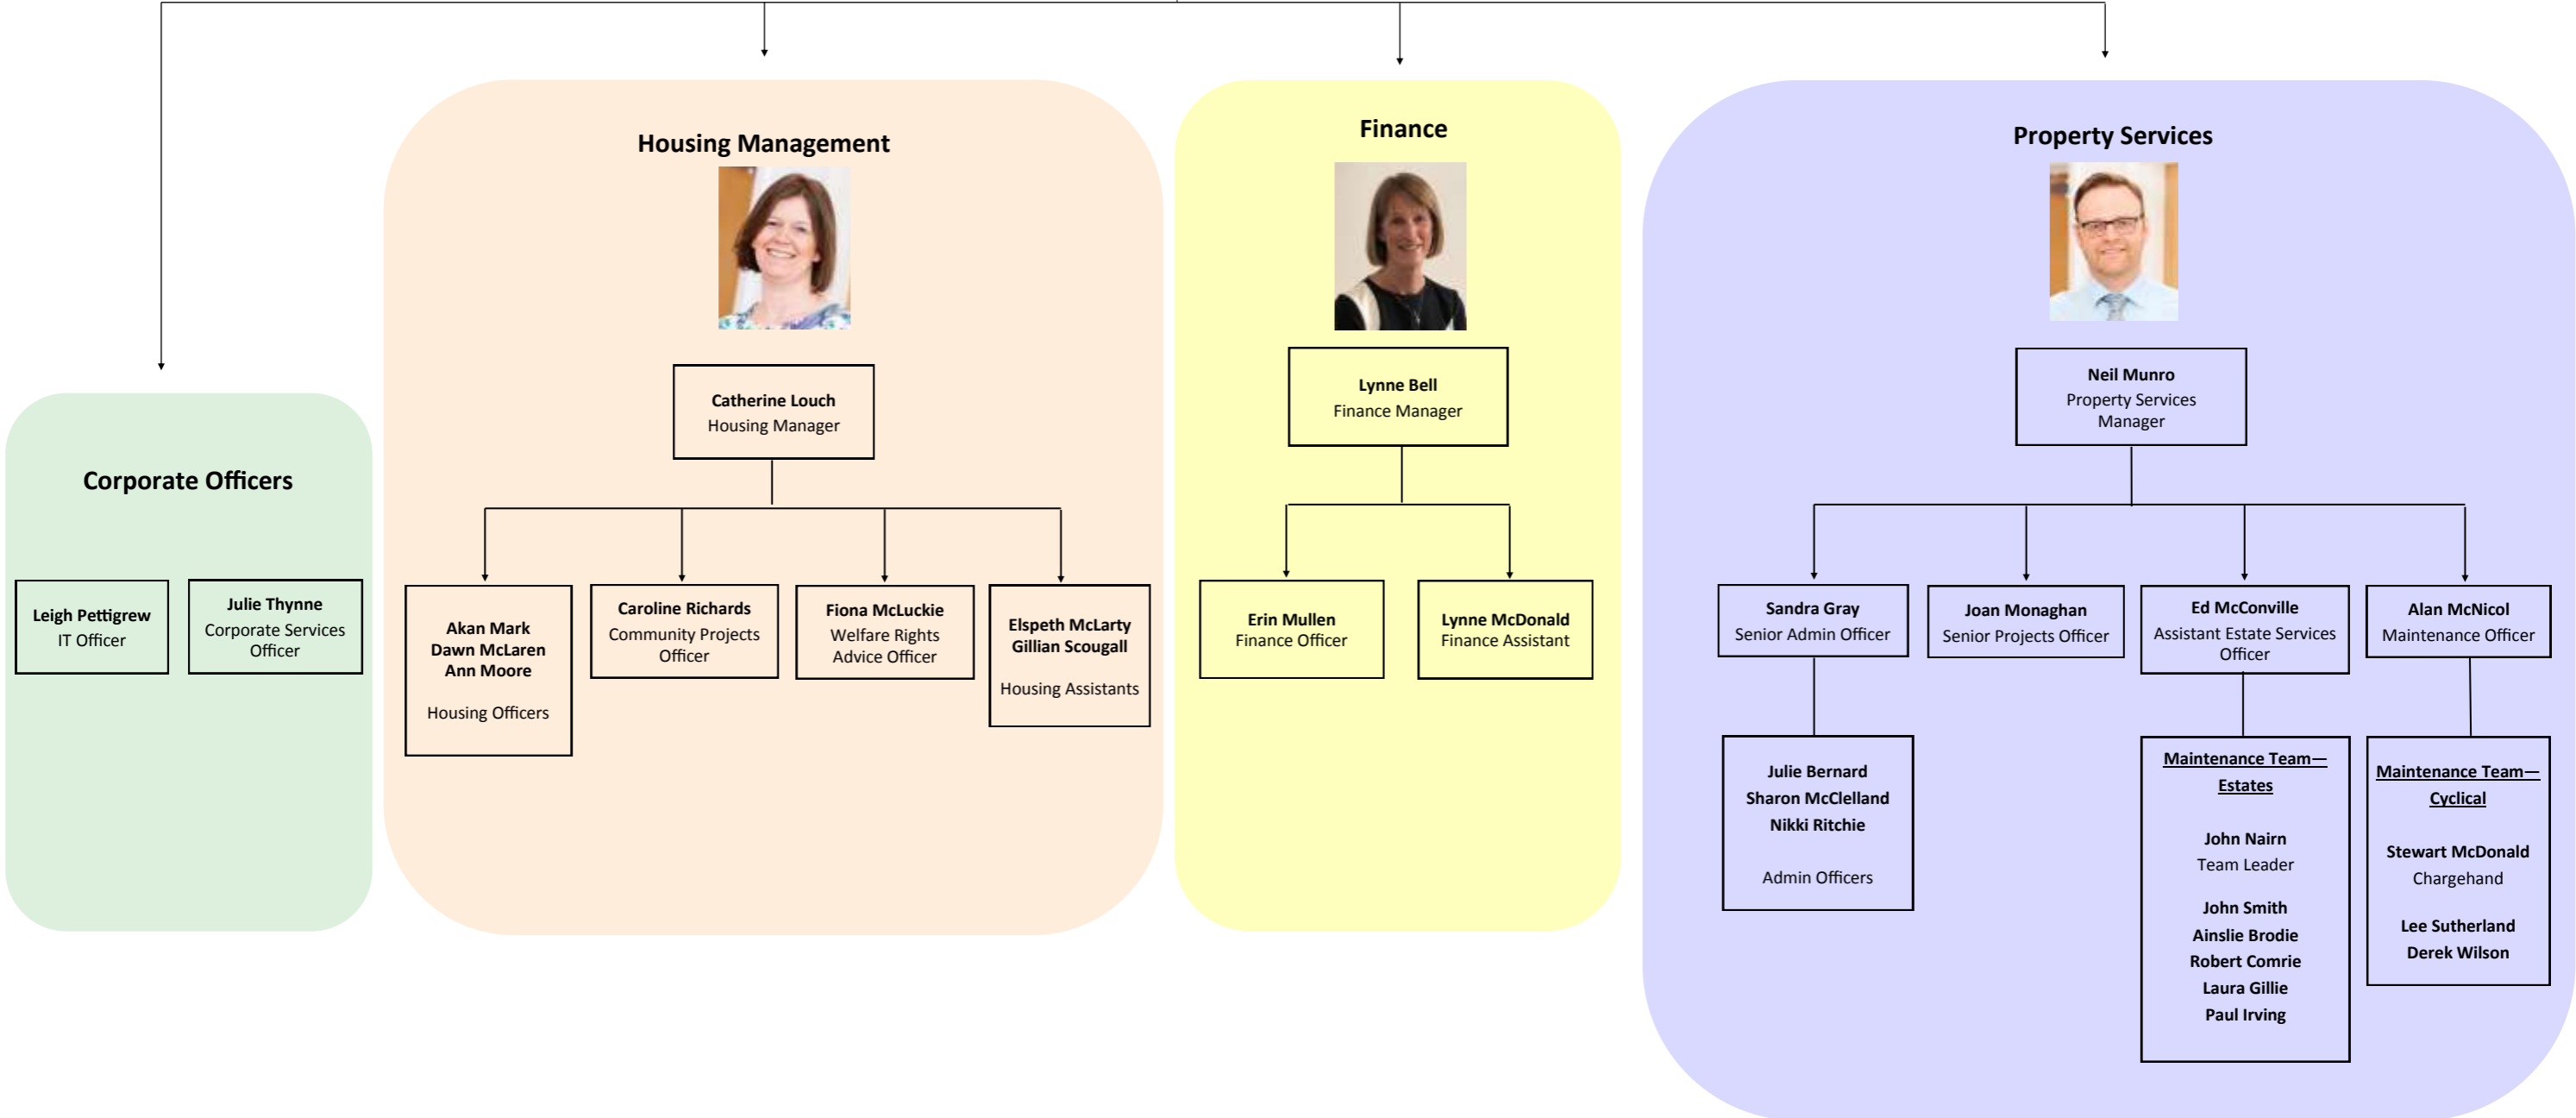 Corporate Officers
Leigh Pettigrew
IT Officer
Julie Thynne
Corporate Services
Officer
Housing Management
Catherine Louch
Housing Manager
Akan Mark
Dawn McLaren
Ann Moore
Housing Officers
Caroline Richards
Community Projects
Officer
Fiona McLuckie
Welfare Rights
Advice Officer
Elspeth McLarty
Gillian Scougall
Housing Assistants
Finance
Lynne Bell
Finance Manager
Erin Mullen
Finance Officer
Lynne McDonald
Finance Assistant
Property Services
Neil Munro
Property Services
Manager
Sandra Gray
Senior Admin Officer
Joan Monaghan
Senior Projects Officer
Ed McConville
Assistant Estate Services
Officer
Alan McNicol
Maintenance Officer
Julie Bernard
Sharon McClelland
Nikki Ritchie
Admin Officers
Maintenance Team—
Estates
John Nairn
Team Leader
John Smith
Ainslie Brodie
Robert Comrie
Laura Gillie
Paul Irving
Maintenance Team—
Cyclical
Stewart McDonald
Chargehand
Lee Sutherland
Derek Wilson